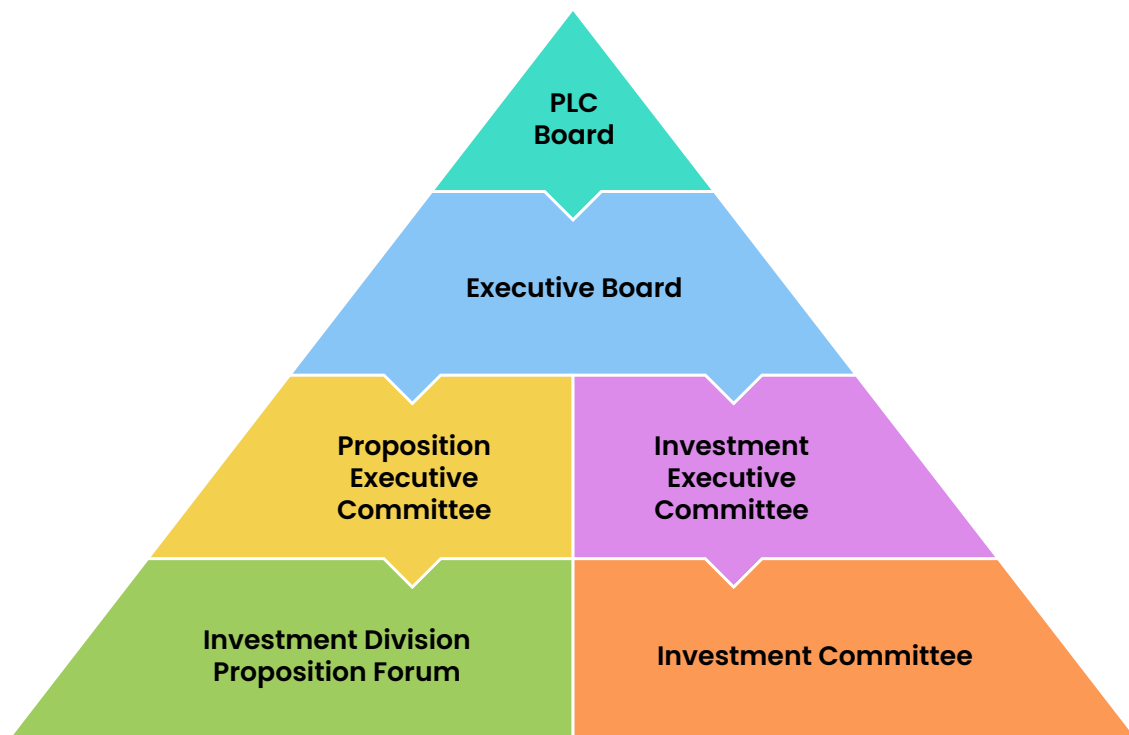 PLC
Board
Executive Board
Proposition
Executive
Committee
Investment
Executive
Committee
Investment Division
Proposition Forum
Investment Committee